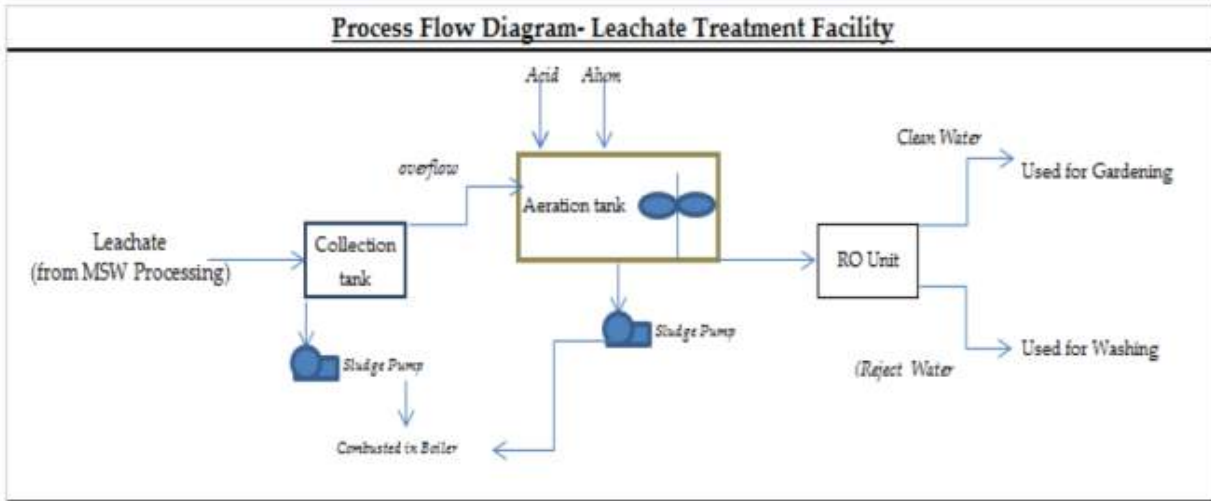 Process Flow Diagram- Leachate Treatment Facility
Acid Alum
overflow
Clean Water
Used for Gardening
Aeration tank
Leachate
(from MSW Processing)
Collection
tank
RO Unit
Sludge Pump
Sludge Pump
(Reject Water
Used for Washing
Combusted in Boiler